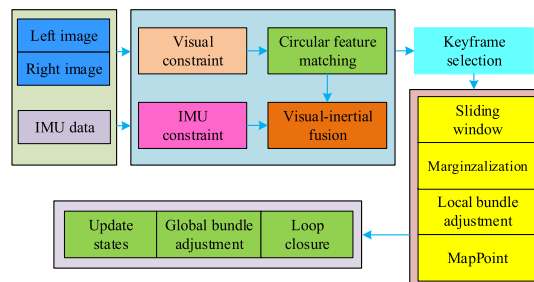 Left image
Right image
IMU data
Visual
constraint
IMU
constraint
Circular feature
matching
Visual-inertial
fusion
Keyframe
selection
Sliding
window
Marginzalization
Local bundle
adjustment
MapPoint
Update
states
Global bundle
adjustment
Loop
closure